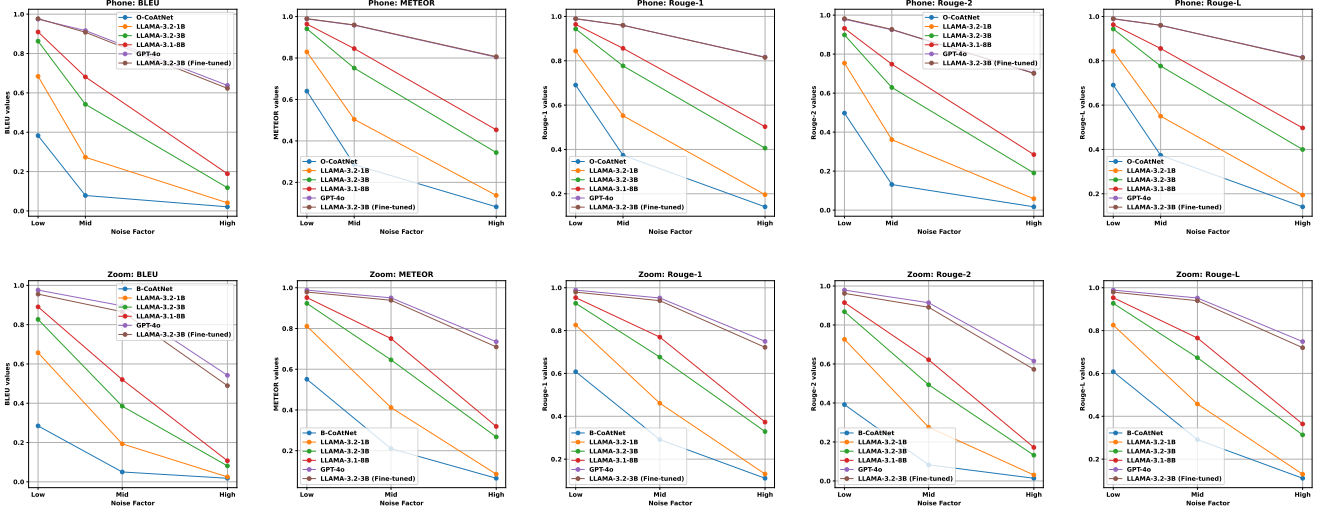 Phone: BLEU
1.0
0.8
0.6
0.4
0.2
0.0
BLEU values
Low
Mid
High
Noise Factor
O-CoAtNet
LLAMA-3.2-1B
LLAMA-3.2-3B
LLAMA-3.1-8B
GPT-4o
LLAMA-3.2-3B (Fine-tuned)
Phone: METEOR
1.0
0.8
0.6
0.4
0.2
METEOR values
Low
Mid
High
Noise Factor
O-CoAtNet
LLAMA-3.2-1B
LLAMA-3.2-3B
LLAMA-3.1-8B
GPT-4o
LLAMA-3.2-3B (Fine-tuned)
Phone: Rouge-1
1.0
0.8
0.6
0.4
0.2
Rouge-1 values
Low
Mid
High
Noise Factor
O-CoAtNet
LLAMA-3.2-1B
LLAMA-3.2-3B
LLAMA-3.1-8B
GPT-4o
LLAMA-3.2-3B (Fine-tuned)
Phone: Rouge-2
1.0
0.8
0.6
0.4
0.2
0.0
Rouge-2 values
Low
Mid
High
Noise Factor
O-CoAtNet
LLAMA-3.2-1B
LLAMA-3.2-3B
LLAMA-3.1-8B
GPT-4o
LLAMA-3.2-3B (Fine-tuned)
Phone: Rouge-L
1.0
0.8
0.6
0.4
0.2
Rouge-L values
Low
Mid
High
Noise Factor
O-CoAtNet
LLAMA-3.2-1B
LLAMA-3.2-3B
LLAMA-3.1-8B
GPT-4o
LLAMA-3.2-3B (Fine-tuned)
Zoom: BLEU
1.0
0.8
0.6
0.4
0.2
0.0
BLEU values
Low
Mid
High
Noise Factor
B-CoAtNet
LLAMA-3.2-1B
LLAMA-3.2-3B
LLAMA-3.1-8B
GPT-4o
LLAMA-3.2-3B (Fine-tuned)
Zoom: METEOR
1.0
0.8
0.6
0.4
0.2
METEOR values
Low
Mid
High
Noise Factor
B-CoAtNet
LLAMA-3.2-1B
LLAMA-3.2-3B
LLAMA-3.1-8B
GPT-4o
LLAMA-3.2-3B (Fine-tuned)
Zoom: Rouge-1
1.0
0.8
0.6
0.4
0.2
Rouge-1 values
Low
Mid
High
Noise Factor
B-CoAtNet
LLAMA-3.2-1B
LLAMA-3.2-3B
LLAMA-3.1-8B
GPT-4o
LLAMA-3.2-3B (Fine-tuned)
Zoom: Rouge-2
1.0
0.8
0.6
0.4
0.2
0.0
Rouge-2 values
Low
Mid
High
Noise Factor
B-CoAtNet
LLAMA-3.2-1B
LLAMA-3.2-3B
LLAMA-3.1-8B
GPT-4o
LLAMA-3.2-3B (Fine-tuned)
Zoom: Rouge-L
1.0
0.8
0.6
0.4
0.2
Rouge-L values
Low
Mid
High
Noise Factor
B-CoAtNet
LLAMA-3.2-1B
LLAMA-3.2-3B
LLAMA-3.1-8B
GPT-4o
LLAMA-3.2-3B (Fine-tuned)